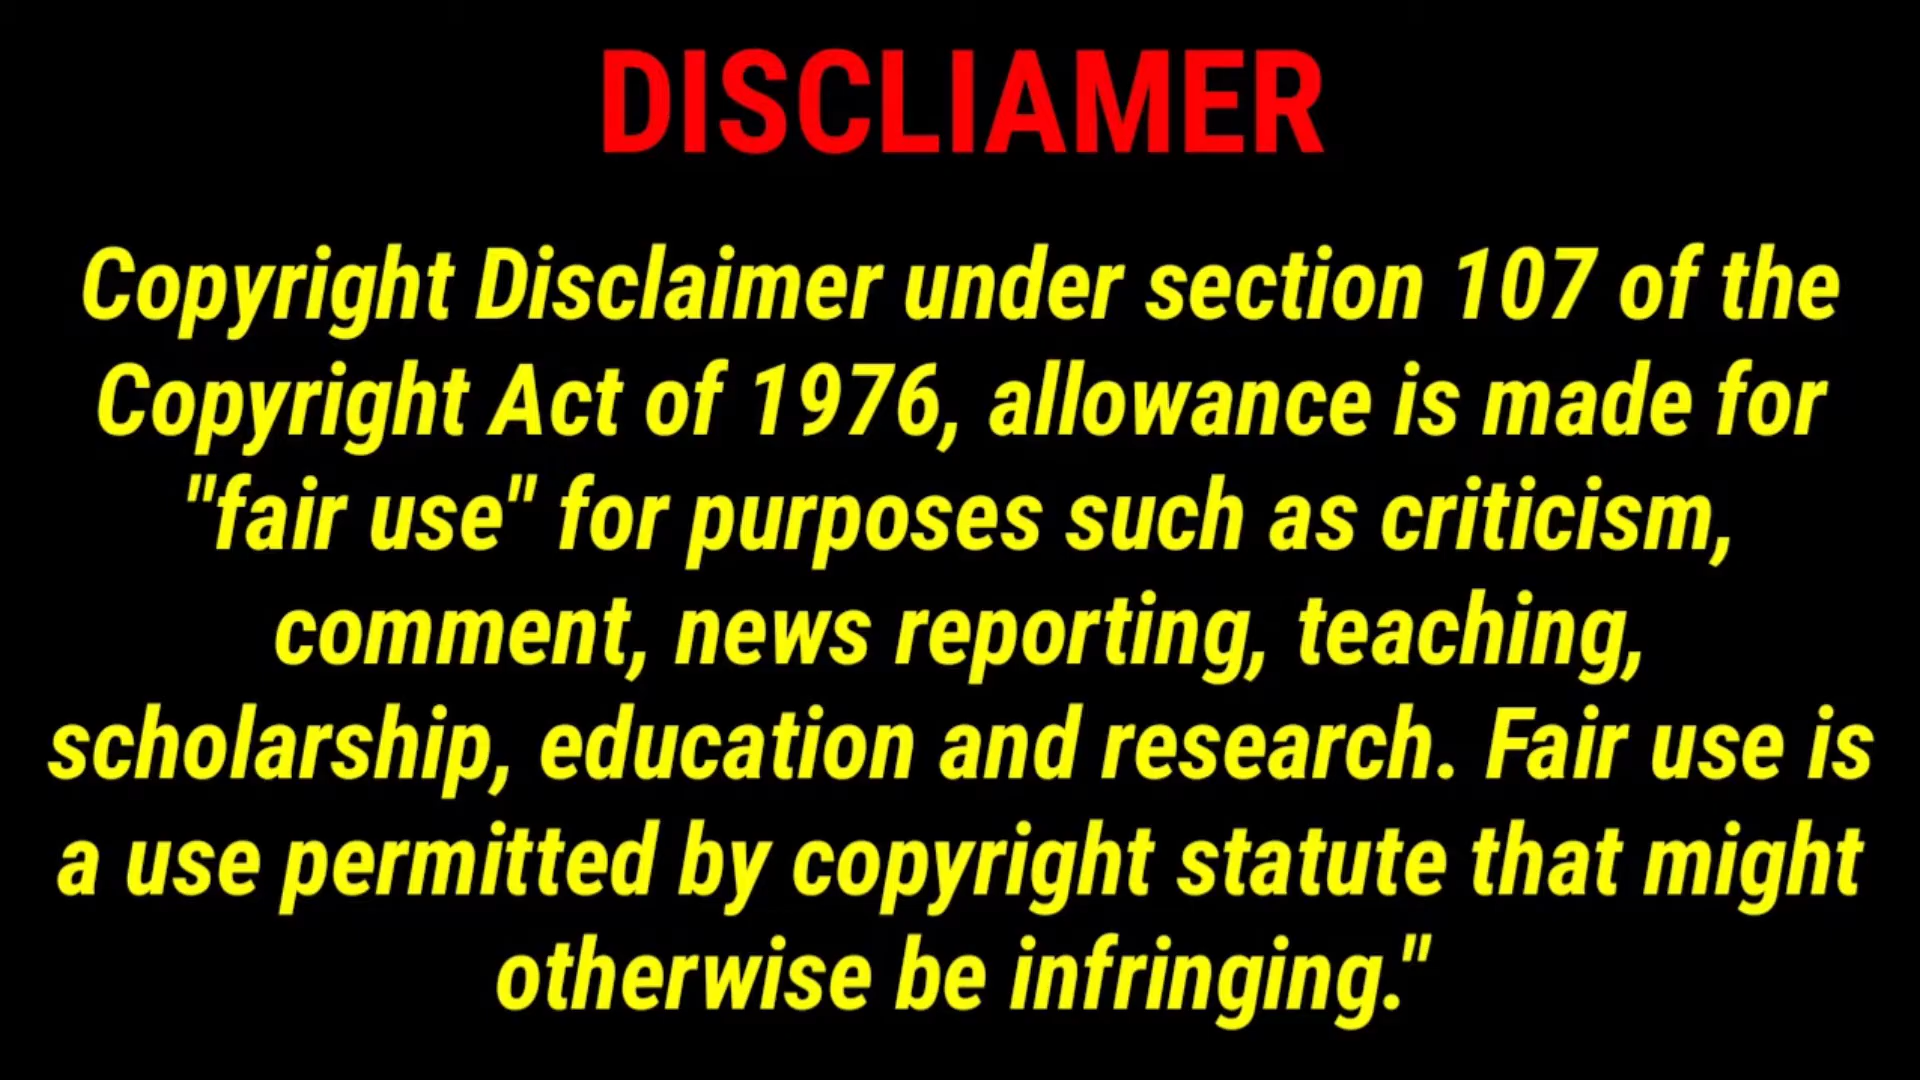 DISCLIAMER
Copyright Disclaimer under section 107 of the
Copyright Act of 1976, allowance is made for
"fair use" for purposes such as criticism,
comment, news reporting, teaching,
scholarship, education and research. Fair use is
a use permitted by copyright statute that might
otherwise be infringing."